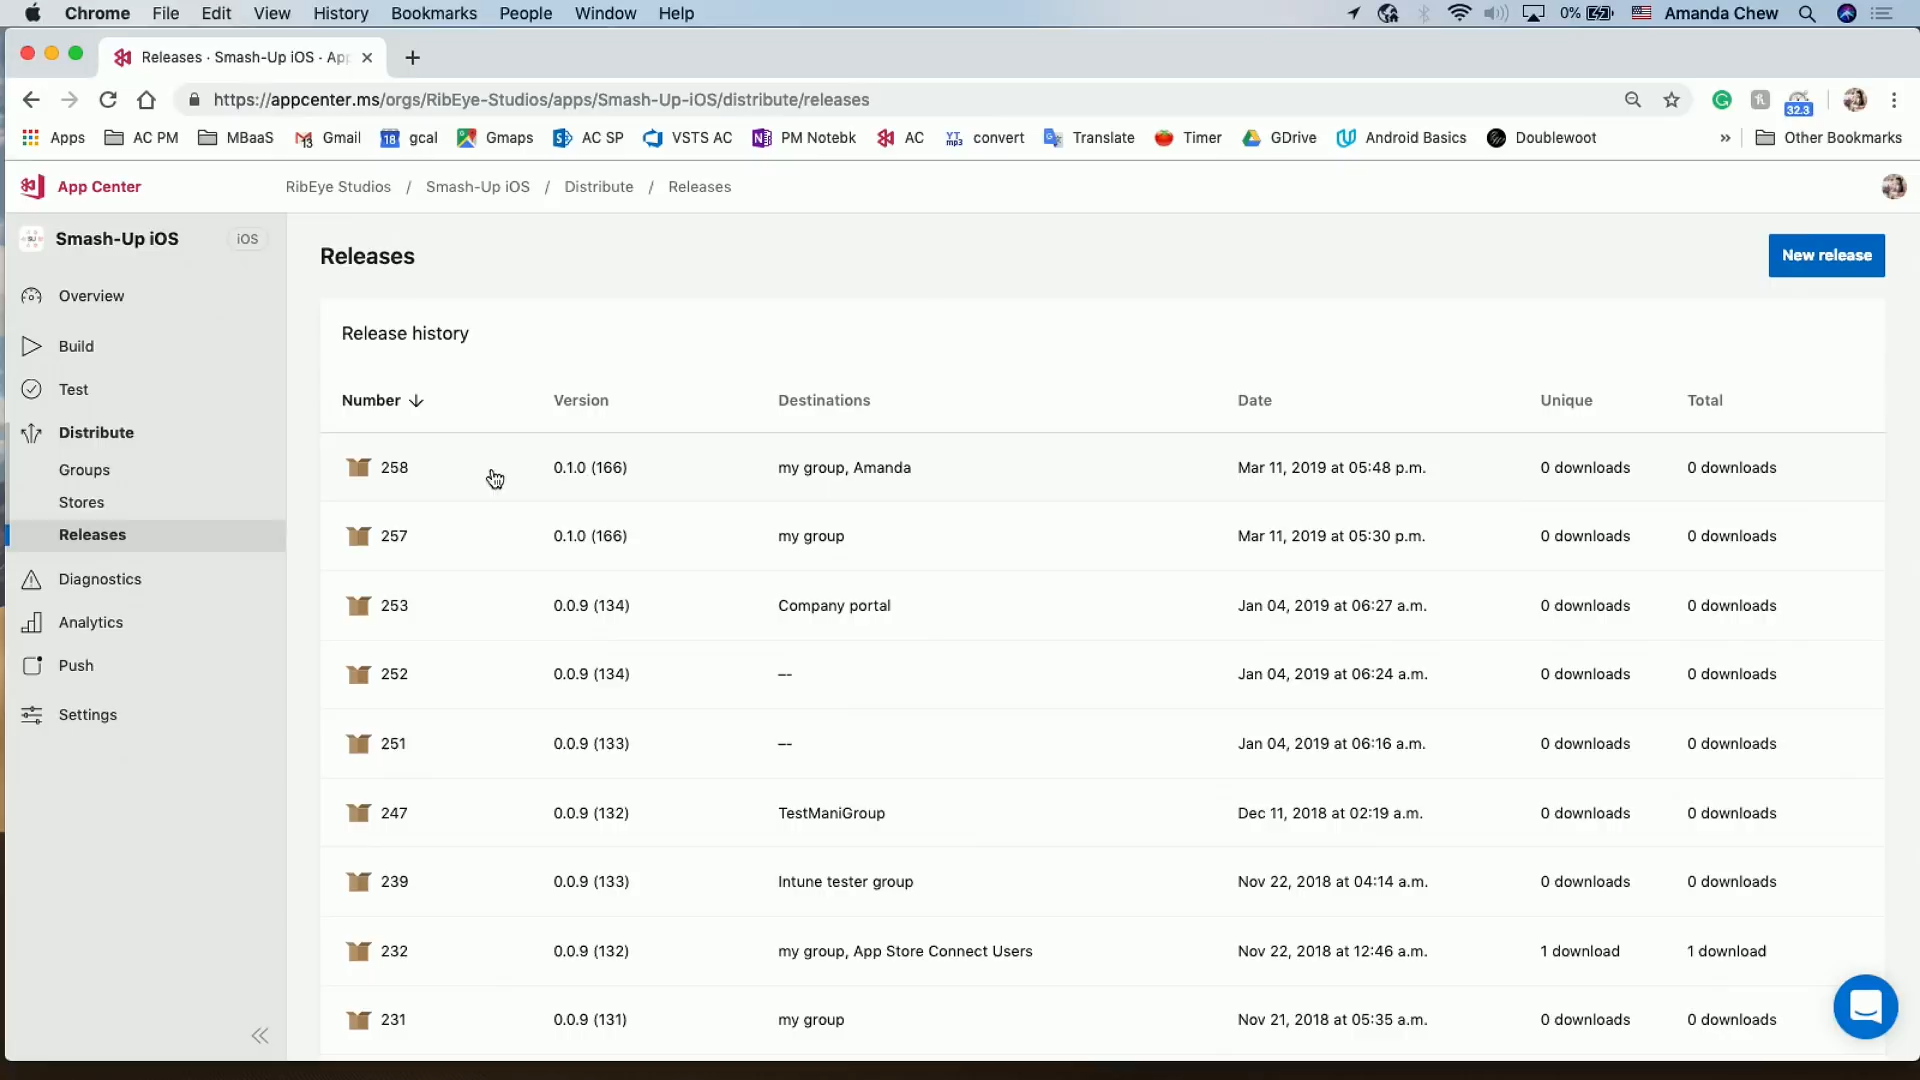 Chrome File Edit View History Bookmarks People Window Help 0% Amanda Chew
Releases · Smash-Up iOS · App
https://appcenter.ms/orgs/RibEye-Studios/apps/Smash-Up-iOS/distribute/releases 32.3
Apps AC PM MBaaS 13 Gmail 18 gcal Gmaps AC SP VSTS AC PM Notebk AC YT mp3 convert Translate Timer GDrive Android Basics Doublewoot » Other Bookmarks
App Center RibEye Studios / Smash-Up iOS / Distribute / Releases
SU Smash-Up iOS iOS
Overview
Build
Test
Distribute
Groups
Stores
Releases
Diagnostics
Analytics
Push
Settings
Releases New release
Release history
Number Version Destinations Date Unique Total
258 0.1.0 (166) my group, Amanda Mar 11, 2019 at 05:48 p.m. 0 downloads 0 downloads
257 0.1.0 (166) my group Mar 11, 2019 at 05:30 p.m. 0 downloads 0 downloads
253 0.0.9 (134) Company portal Jan 04, 2019 at 06:27 a.m. 0 downloads 0 downloads
252 0.0.9 (134) –- Jan 04, 2019 at 06:24 a.m. 0 downloads 0 downloads
251 0.0.9 (133) –- Jan 04, 2019 at 06:16 a.m. 0 downloads 0 downloads
247 0.0.9 (132) TestManiGroup Dec 11, 2018 at 02:19 a.m. 0 downloads 0 downloads
239 0.0.9 (133) Intune tester group Nov 22, 2018 at 04:14 a.m. 0 downloads 0 downloads
232 0.0.9 (132) my group, App Store Connect Users Nov 22, 2018 at 12:46 a.m. 1 download 1 download
231 0.0.9 (131) my group Nov 21, 2018 at 05:35 a.m. 0 downloads 0 downloads